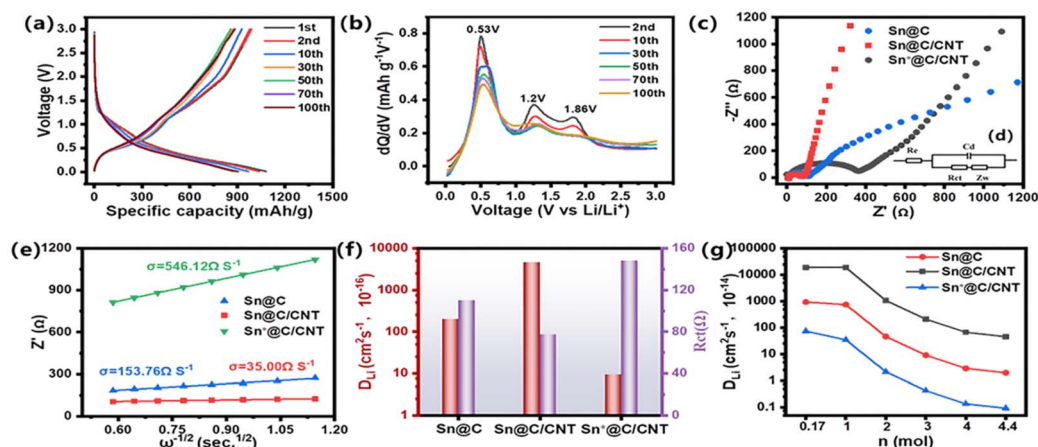 (a)
3.0
2.5
2.0
1.5
1.0
0.5
0.0
Voltage (V)
0 300 600 900 1200 1500
Specific capacity (mAh/g)
1st
2nd
10th
30th
50th
70th
100th
(b)
0.8
0.6
0.4
0.2
0.0
dQ/dV (mAh g⁻¹V⁻¹)
0.0 0.5 1.0 1.5 2.0 2.5 3.0
Voltage (V vs Li/Li⁺)
0.53V
1.2V
1.86V
2nd
10th
30th
50th
70th
100th
(c)
1200
1000
800
600
400
200
0
-Z'' (Ω)
0 200 400 600 800 1000 1170
Z' (Ω)
Sn@C
Sn@C/CNT
Sn⁺@C/CNT
(d)
Re
Cd
Rct Zw
(e)
1200
900
600
300
0
Z' (Ω)
0.60 0.75 0.90 1.05 1.20
ω⁻¹/² (sec.¹/²)
σ=546.12Ω S⁻¹
Sn@C
Sn@C/CNT
Sn⁺@C/CNT
σ=153.76Ω S⁻¹
σ=35.00Ω S⁻¹
(f)
10000
1000
100
10
1
D_Li (cm²s⁻¹, 10⁻¹⁶)
160
120
80
40
0
Rct(Ω)
Sn@C Sn@C/CNT Sn⁺@C/CNT
(g)
100000
10000
1000
100
10
1
0.1
D_Li (cm²s⁻¹, 10⁻¹⁴)
0.17 1 2 3 4 4.4
n (mol)
Sn@C
Sn@C/CNT
Sn⁺@C/CNT